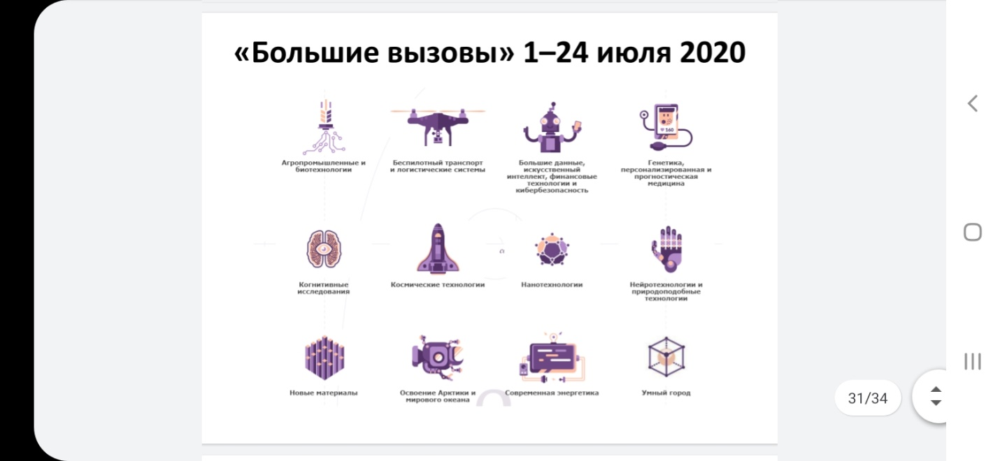 «Большие вызовы» 1–24 июля 2020
160
Агропромышленные и
биотехнологии
Беспилотный транспорт
и логистические системы
Большие данные,
искусственный
интеллект, финансовые
технологии и
кибербезопасность
Генетика,
персонализированная и
прогностическая
медицина
Когнитивные
исследования
Космические технологии
Нанотехнологии
Нейротехнологии и
природоподобные
технологии
Новые материалы
Освоение Арктики и
мирового океана
Современная энергетика
Умный город
31/34